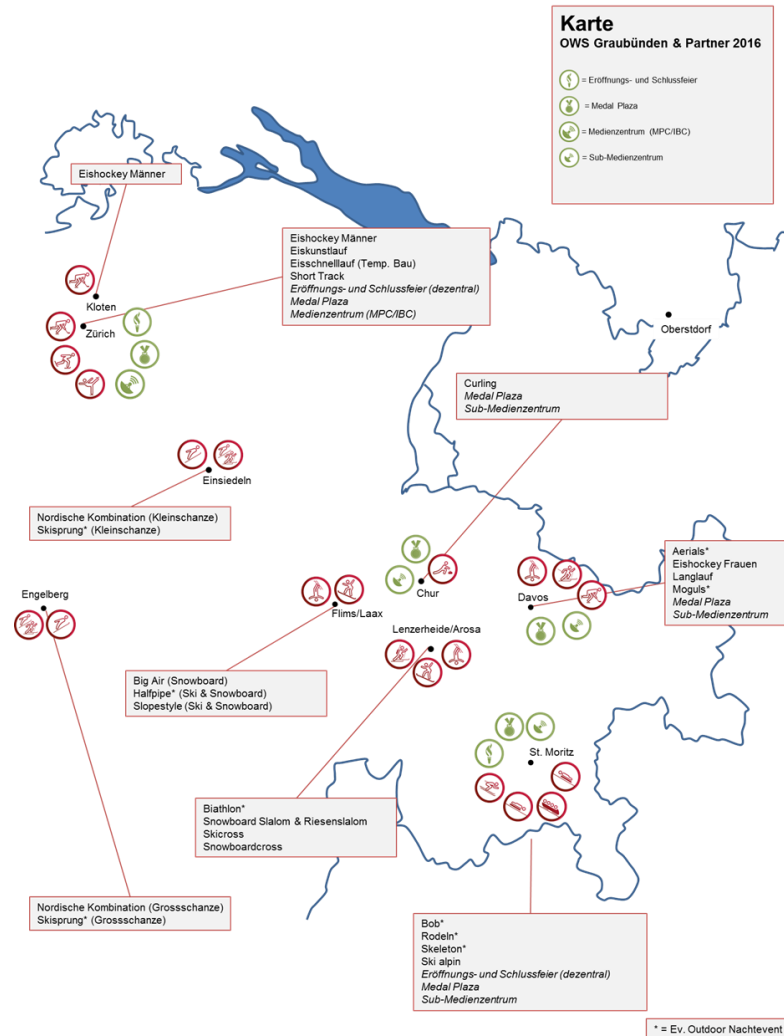 Karte
OWS Graubünden & Partner 2016
= Eröffnungs- und Schlussfeier
= Medal Plaza
= Medienzentrum (MPC/IBC)
= Sub-Medienzentrum
Eishockey Männer
Eishockey Männer
Eiskunstlauf
Eisschnelllauf (Temp. Bau)
Short Track
Eröffnungs- und Schlussfeier (dezentral)
Medal Plaza
Medienzentrum (MPC/IBC)
Kloten
Zürich
Oberstdorf
Curling
Medal Plaza
Sub-Medienzentrum
Einsiedeln
Nordische Kombination (Kleinschanze)
Skisprung* (Kleinschanze)
Aerials*
Eishockey Frauen
Langlauf
Moguls*
Medal Plaza
Sub-Medienzentrum
Engelberg
Flims/Laax
Chur
Davos
Lenzerheide/Arosa
Big Air (Snowboard)
Halfpipe* (Ski & Snowboard)
Slopestyle (Ski & Snowboard)
St. Moritz
Biathlon*
Snowboard Slalom & Riesenslalom
Skicross
Snowboardcross
Nordische Kombination (Grossschanze)
Skisprung* (Grossschanze)
Bob*
Rodeln*
Skeleton*
Ski alpin
Eröffnungs- und Schlussfeier (dezentral)
Medal Plaza
Sub-Medienzentrum
* = Ev. Outdoor Nachtevent